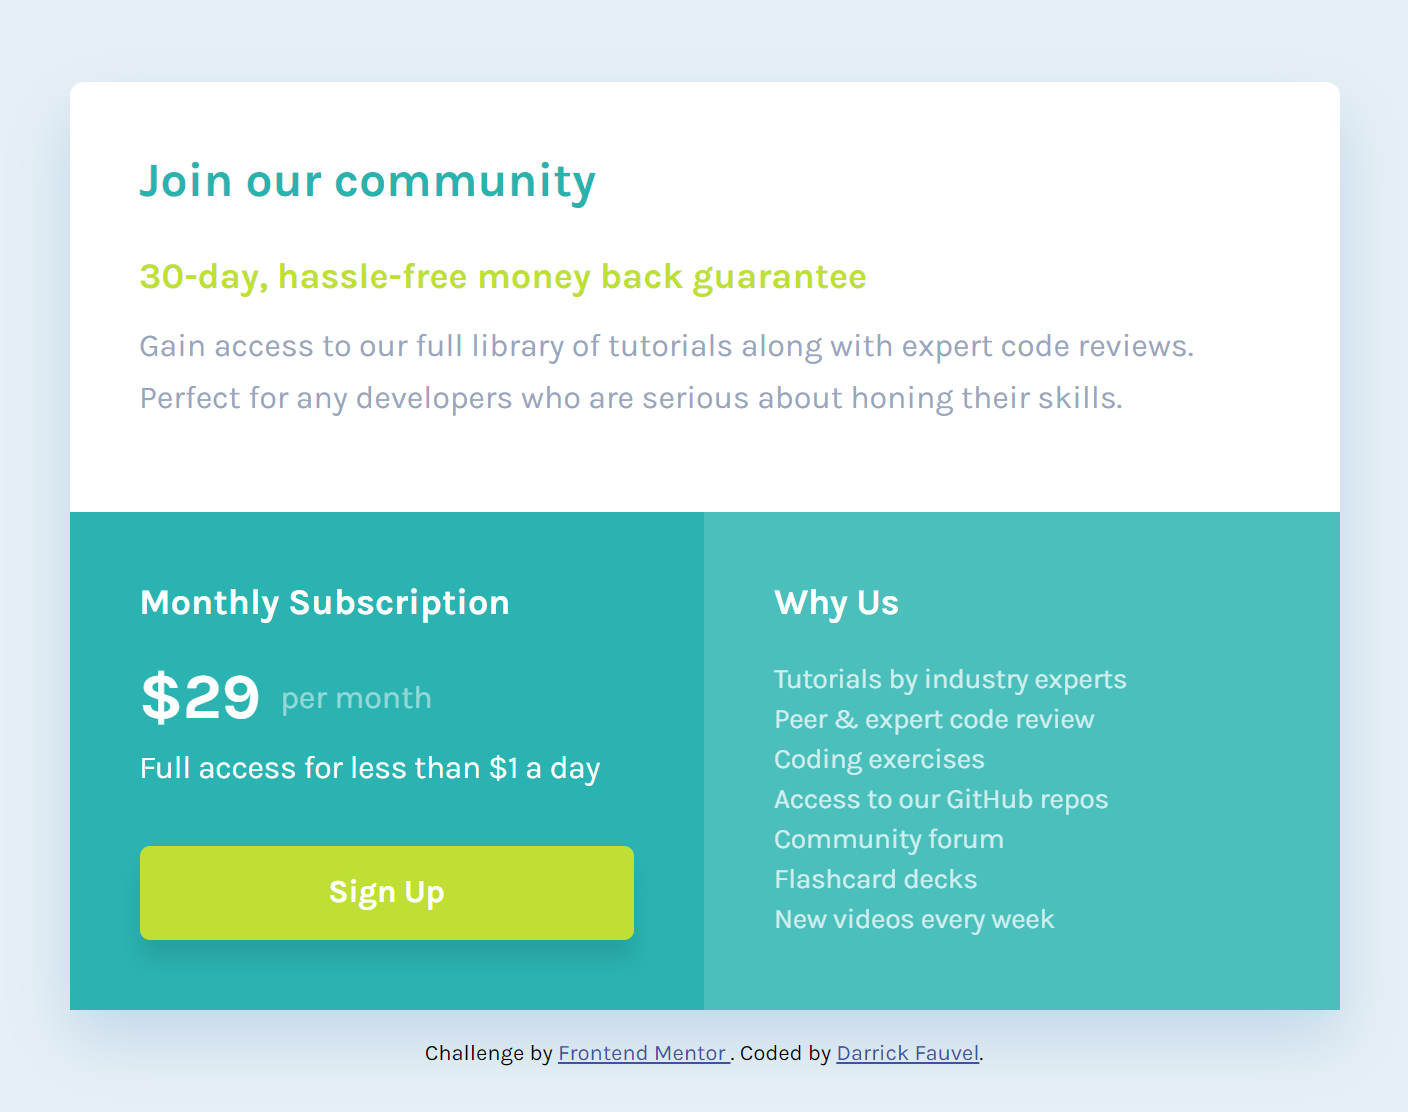 Join our community
30-day, hassle-free money back guarantee
Gain access to our full library of tutorials along with expert code reviews.
Perfect for any developers who are serious about honing their skills.
Monthly Subscription
$29 per month
Full access for less than $1 a day
Sign Up
Why Us
Tutorials by industry experts
Peer & expert code review
Coding exercises
Access to our GitHub repos
Community forum
Flashcard decks
New videos every week
Challenge by Frontend Mentor . Coded by Darrick Fauvel.